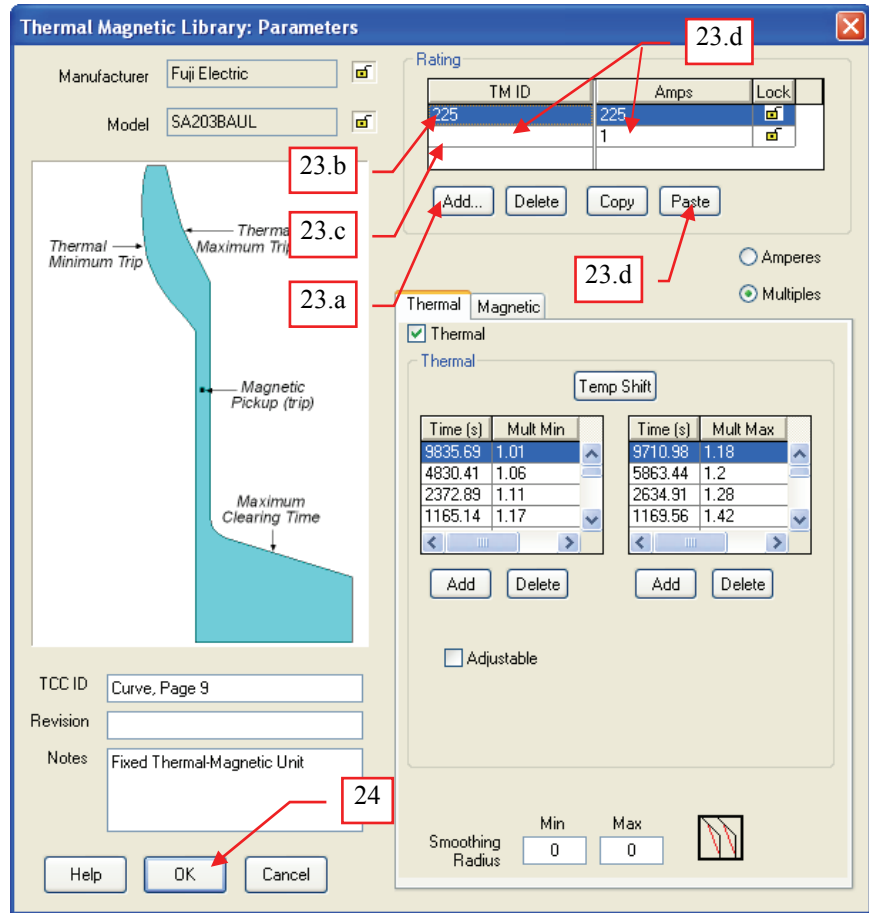 Thermal Magnetic Library: Parameters
Manufacturer Fuji Electric
Model SA203BAUL
Rating
TM ID Amps Lock
225 225
1
Add... Delete Copy Paste
23.d
23.b
23.c
23.a
23.d
Amperes
Multiples
Thermal Minimum Trip
Thermal Maximum Trip
Magnetic Pickup (trip)
Maximum Clearing Time
Thermal Magnetic
Thermal
Thermal
Temp Shift
Time (s) Mult Min
9835.69 1.01
4830.41 1.06
2372.89 1.11
1165.14 1.17
Time (s) Mult Max
9710.98 1.18
5863.44 1.2
2634.91 1.28
1169.56 1.42
Add Delete
Add Delete
Adjustable
TCC ID Curve, Page 9
Revision
Notes Fixed Thermal-Magnetic Unit
24
Min Max
Smoothing Radius 0 0
Help OK Cancel